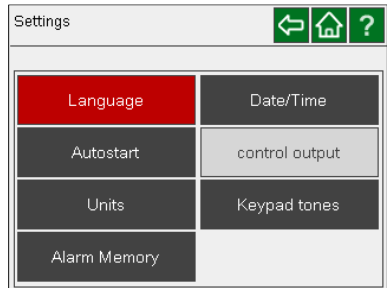 Settings
?
Language
Date/Time
Autostart
control output
Units
Keypad tones
Alarm Memory